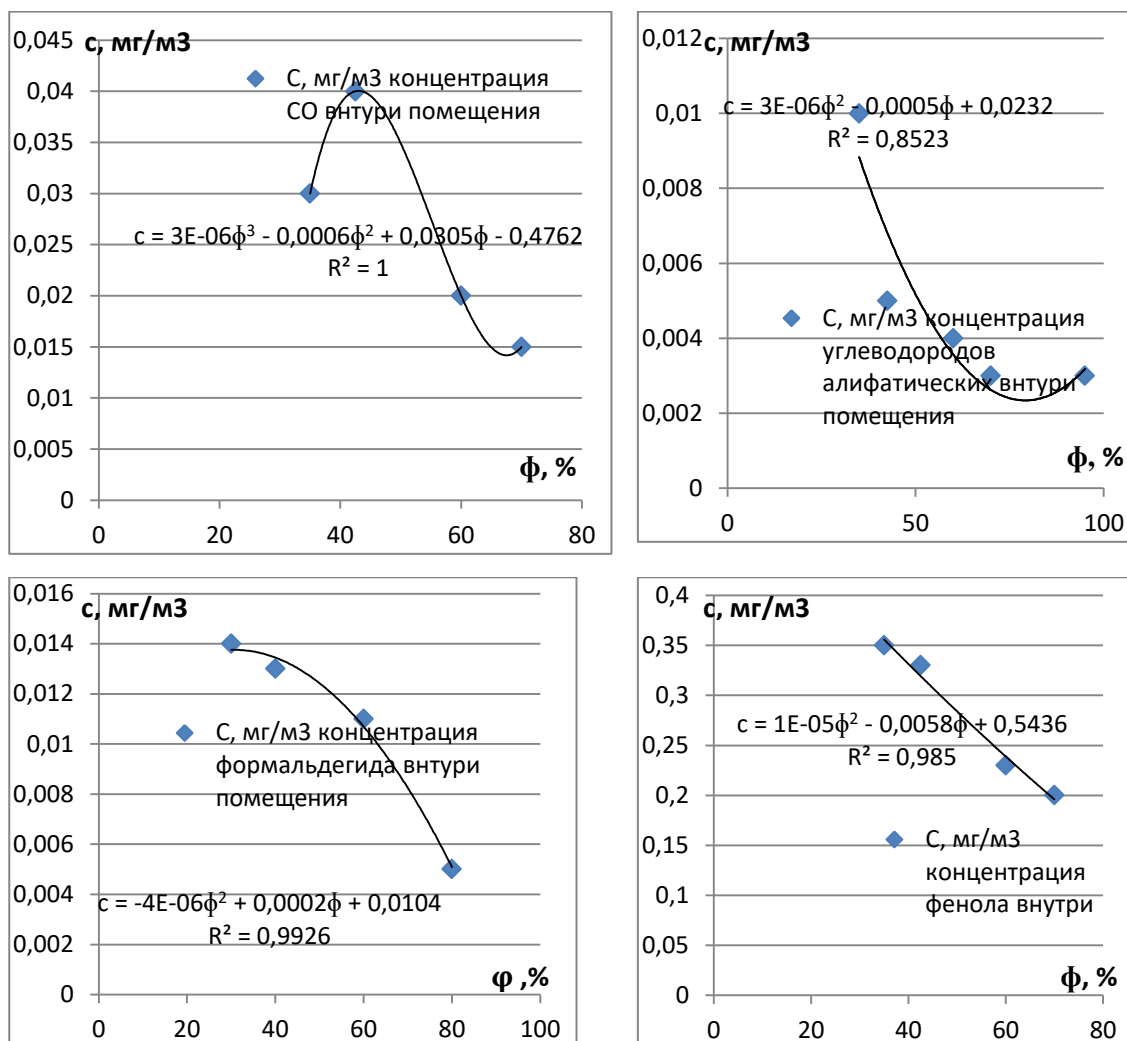 с, мг/м3
0,045
0,04
0,035
0,03
0,025
0,02
0,015
0,01
0,005
0
С, мг/м3 концентрация
СО внтури помещения
c = 3E-06ϕ³ - 0,0006ϕ² + 0,0305ϕ - 0,4762
R² = 1
ϕ, %
0 20 40 60 80
с, мг/м3
0,012
0,01
0,008
0,006
0,004
0,002
0
c = 3E-06ϕ² - 0,0005ϕ + 0,0232
R² = 0,8523
С, мг/м3 концентрация
углеводородов
алифатических внтури
помещения
ϕ, %
0 50 100
с, мг/м3
0,016
0,014
0,012
0,01
0,008
0,006
0,004
0,002
0
С, мг/м3 концентрация
формальдегида внтури
помещения
c = -4E-06ϕ² + 0,0002ϕ + 0,0104
R² = 0,9926
φ ,%
0 20 40 60 80 100
с, мг/м3
0,4
0,35
0,3
0,25
0,2
0,15
0,1
0,05
0
c = 1E-05ϕ² - 0,0058ϕ + 0,5436
R² = 0,985
С, мг/м3
концентрация
фенола внутри
ϕ, %
0 20 40 60 80